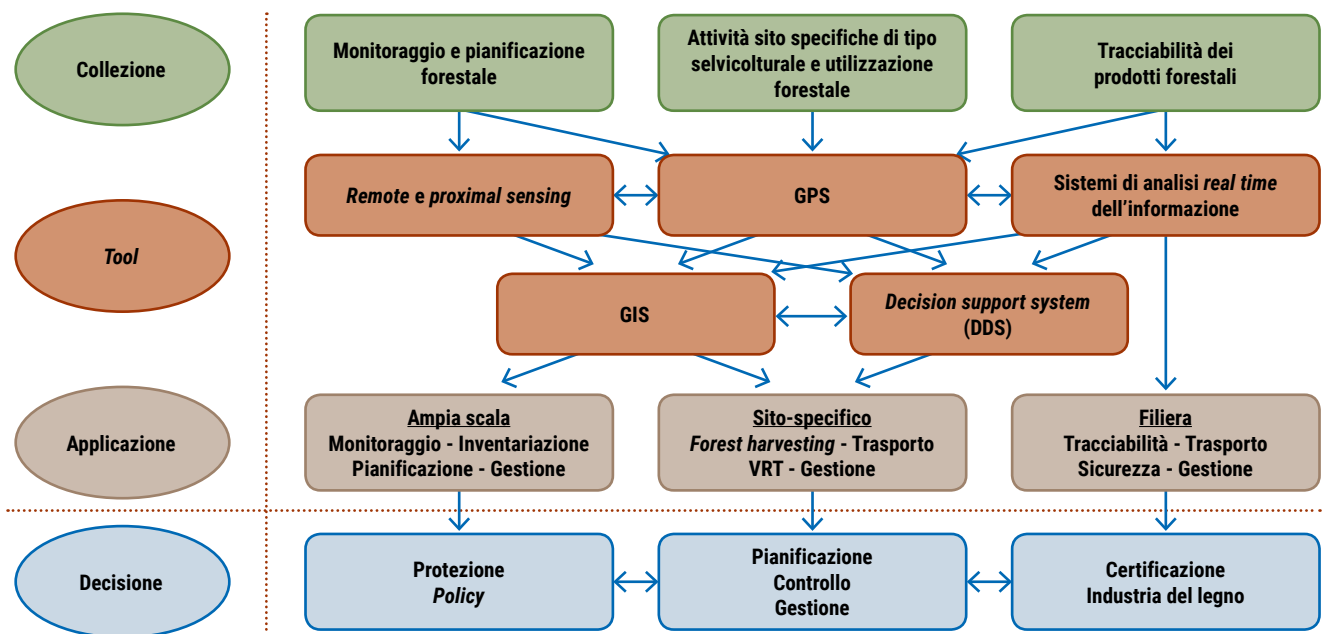 Collezione
Monitoraggio e pianificazione
forestale
Attività sito specifiche di tipo
selvicolturale e utilizzazione
forestale
Tracciabilità dei
prodotti forestali
Tool
Remote e proximal sensing
GPS
Sistemi di analisi real time
dell'informazione
GIS
Decision support system
(DDS)
Applicazione
Ampia scala
Monitoraggio - Inventariazione
Pianificazione - Gestione
Sito-specifico
Forest harvesting - Trasporto
VRT - Gestione
Filiera
Tracciabilità - Trasporto
Sicurezza - Gestione
Decisione
Protezione
Policy
Pianificazione
Controllo
Gestione
Certificazione
Industria del legno